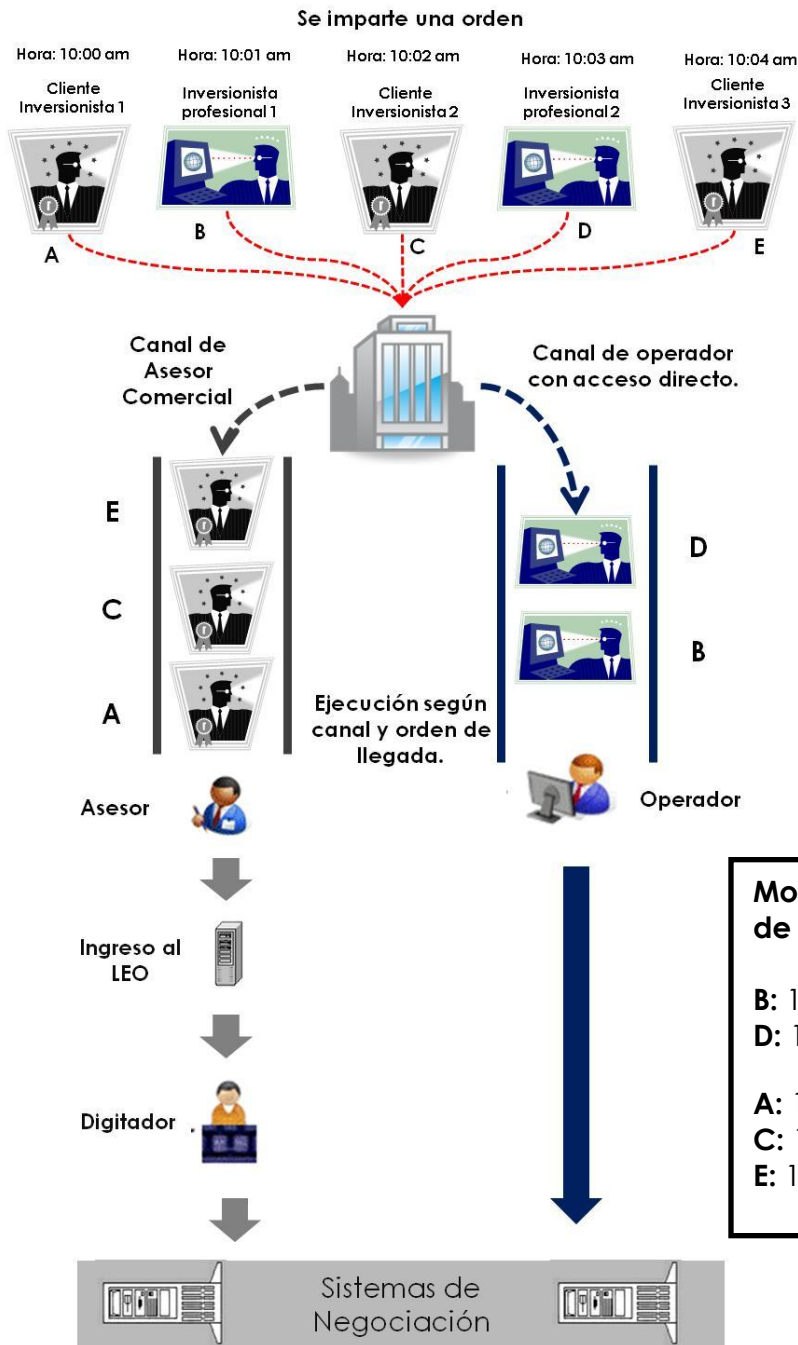 Se imparte una orden
Hora: 10:00 am
Hora: 10:01 am
Hora: 10:02 am
Hora: 10:03 am
Hora: 10:04 am
Cliente
Inversionista 1
Inversionista
profesional 1
Cliente
Inversionista 2
Inversionista
profesional 2
Cliente
Inversionista 3
A
B
C
D
E
Canal de
Asesor
Comercial
Canal de operador
con acceso directo.
E
C
A
D
B
Ejecución según
canal y orden de
llegada.
Asesor
Operador
Ingreso al
LEO
Digitador
de
B: 1
D: 1
A:
C:
E: 1
Sistemas de
Negociación